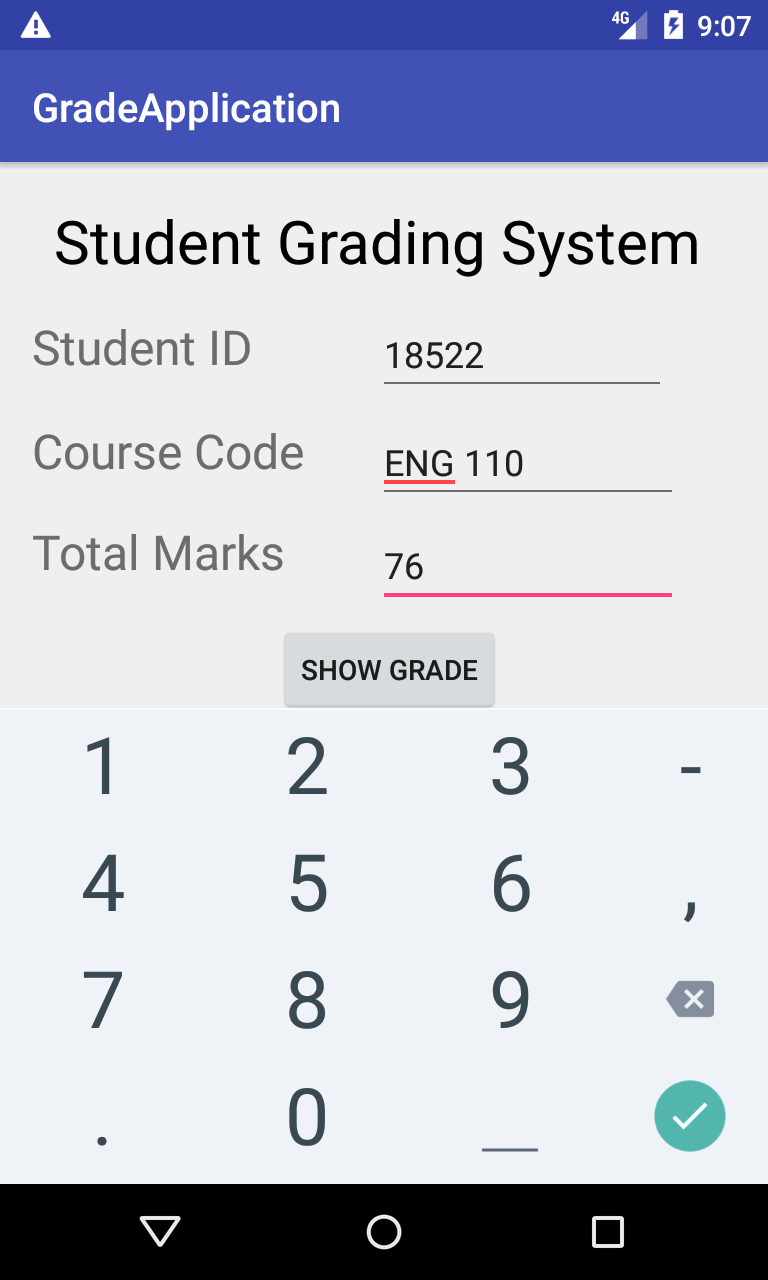 4G 9:07
GradeApplication
Student Grading System
Student ID 18522
Course Code ENG 110
Total Marks 76
SHOW GRADE
1 2 3 -
4 5 6 ,
7 8 9
. 0 _